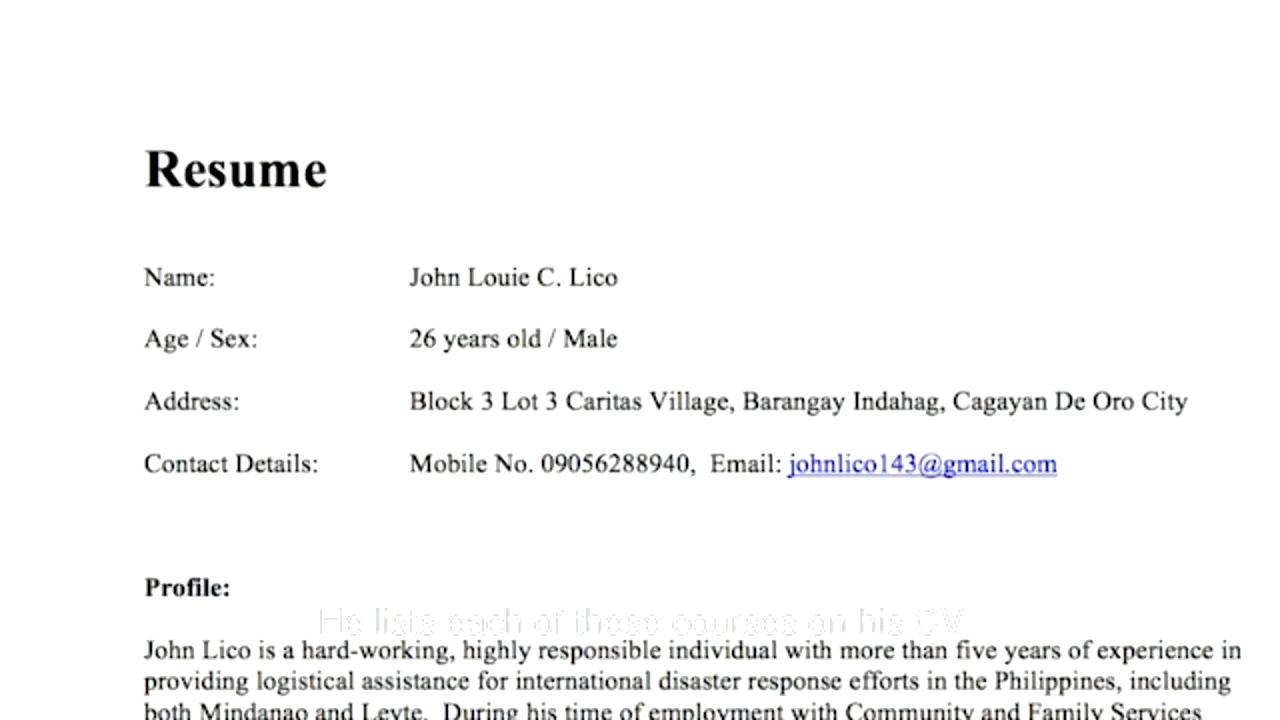 Resume
Name: John Louie C. Lico
Age / Sex: 26 years old / Male
Address: Block 3 Lot 3 Caritas Village, Barangay Indahag, Cagayan De Oro City
Contact Details: Mobile No. 09056288940, Email: johnlico143@gmail.com
Profile:
He lists each of those courses on his CV
John Lico is a hard-working, highly responsible individual with more than five years of experience in
providing logistical assistance for international disaster response efforts in the Philippines, including
both Mindanao and Leyte. During his time of employment with Community and Family Services